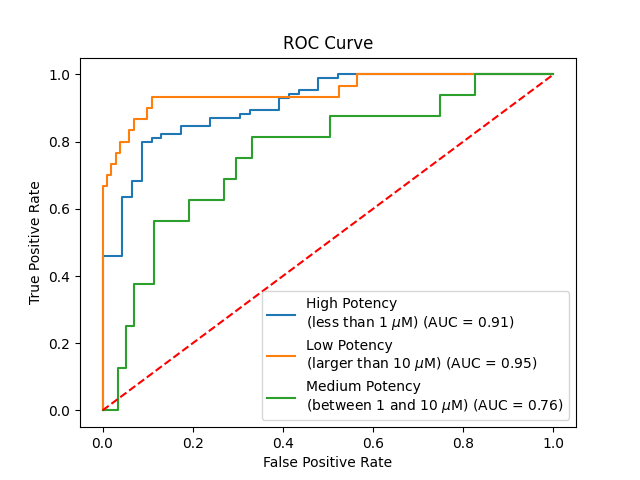 ROC Curve
1.0
0.8
0.6
0.4
0.2
0.0
True Positive Rate
High Potency
(less than 1 μM) (AUC = 0.91)
Low Potency
(larger than 10 μM) (AUC = 0.95)
Medium Potency
(between 1 and 10 μM) (AUC = 0.76)
0.0 0.2 0.4 0.6 0.8 1.0
False Positive Rate